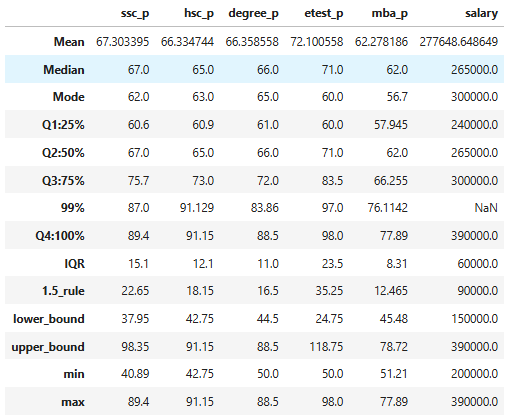 ssc_p hsc_p degree_p etest_p mba_p salary
Mean 67.303395 66.334744 66.358558 72.100558 62.278186 277648.648649
Median 67.0 65.0 66.0 71.0 62.0 265000.0
Mode 62.0 63.0 65.0 60.0 56.7 300000.0
Q1:25% 60.6 60.9 61.0 60.0 57.945 240000.0
Q2:50% 67.0 65.0 66.0 71.0 62.0 265000.0
Q3:75% 75.7 73.0 72.0 83.5 66.255 300000.0
99% 87.0 91.129 83.86 97.0 76.1142 NaN
Q4:100% 89.4 91.15 88.5 98.0 77.89 390000.0
IQR 15.1 12.1 11.0 23.5 8.31 60000.0
1.5_rule 22.65 18.15 16.5 35.25 12.465 90000.0
lower_bound 37.95 42.75 44.5 24.75 45.48 150000.0
upper_bound 98.35 91.15 88.5 118.75 78.72 390000.0
min 40.89 42.75 50.0 50.0 51.21 200000.0
max 89.4 91.15 88.5 98.0 77.89 390000.0